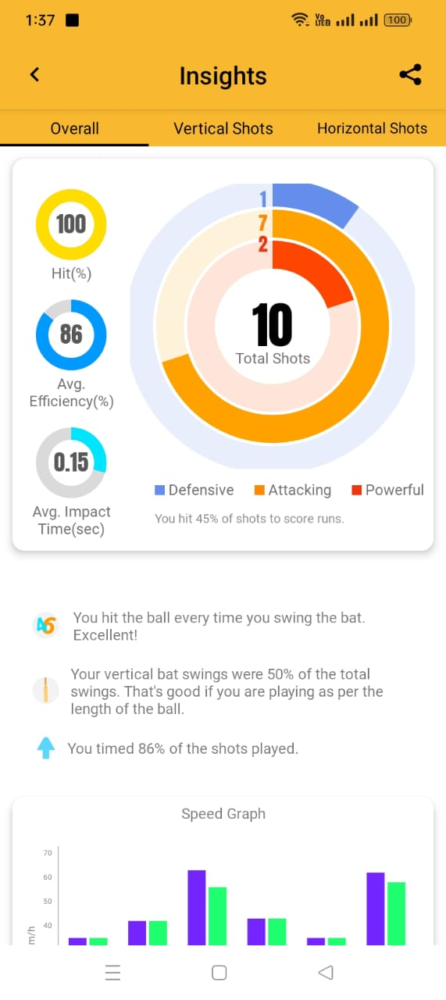 1:37
Vo
LTE
100
Insights
Overall
Vertical Shots
Horizontal Shots
100
Hit(%)
86
Avg.
Efficiency(%)
0.15
Avg. Impact
Time(sec)
1
7
2
10
Total Shots
Defensive
Attacking
Powerful
You hit 45% of shots to score runs.
46
You hit the ball every time you swing the bat.
Excellent!
Your vertical bat swings were 50% of the total
swings. That's good if you are playing as per the
length of the ball.
You timed 86% of the shots played.
Speed Graph
70
60
50
40
m/h